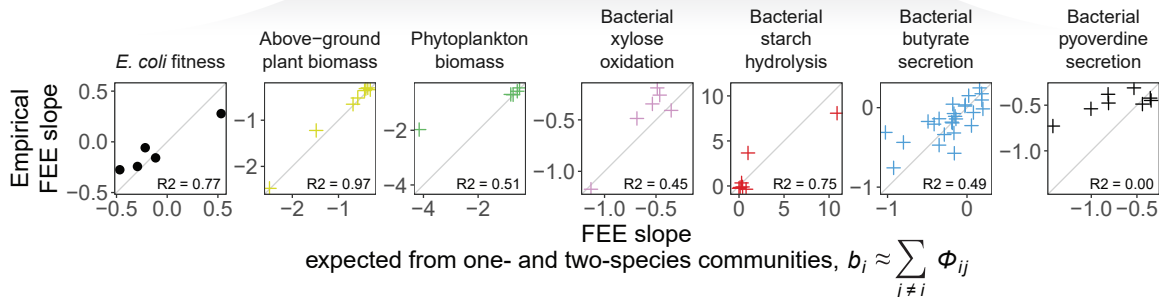 E. coli fitness
Above−ground
plant biomass
Phytoplankton
biomass
Bacterial
xylose
oxidation
Bacterial
starch
hydrolysis
Bacterial
butyrate
secretion
Bacterial
pyoverdine
secretion
Empirical
FEE slope
0.5
0.0
−0.5
−0.5 0.0 0.5
R2 = 0.77
−1
−2
−2 −1
R2 = 0.97
−2
−4
−4 −2
R2 = 0.51
−0.5
−1.0
−1.0 −0.5
R2 = 0.45
10
5
0
0 5 10
R2 = 0.75
0
−1
−1 0
R2 = 0.49
−0.5
−1.0
−1.0 −0.5
R2 = 0.00
FEE slope
expected from one- and two-species communities, b_i ≈ ∑_{j ≠ i} Φ_{ij}